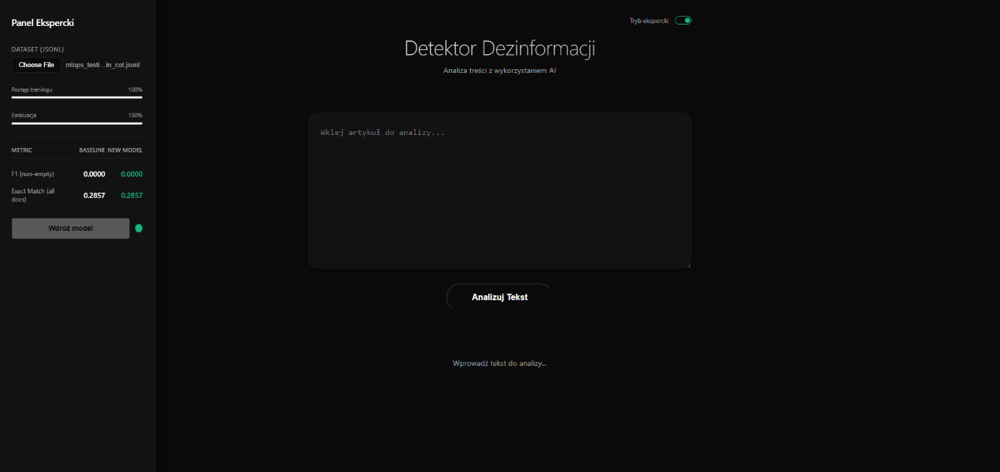 Panel Ekspercki
DATASET (JSONL)
Choose File mlops_testi...in_cot.jsonl
Postęp treningu 100%
Ewaluacja 100%
METRIC BASELINE NEW MODEL
F1 (non-empty) 0.0000 0.0000
Exact Match (all
docs) 0.2857 0.2857
Wdróż model
Tryb ekspercki
Detektor Dezinformacji
Analiza treści z wykorzystaniem AI
Wklej artykuł do analizy...
Analizuj Tekst
Wprowadź tekst do analizy...